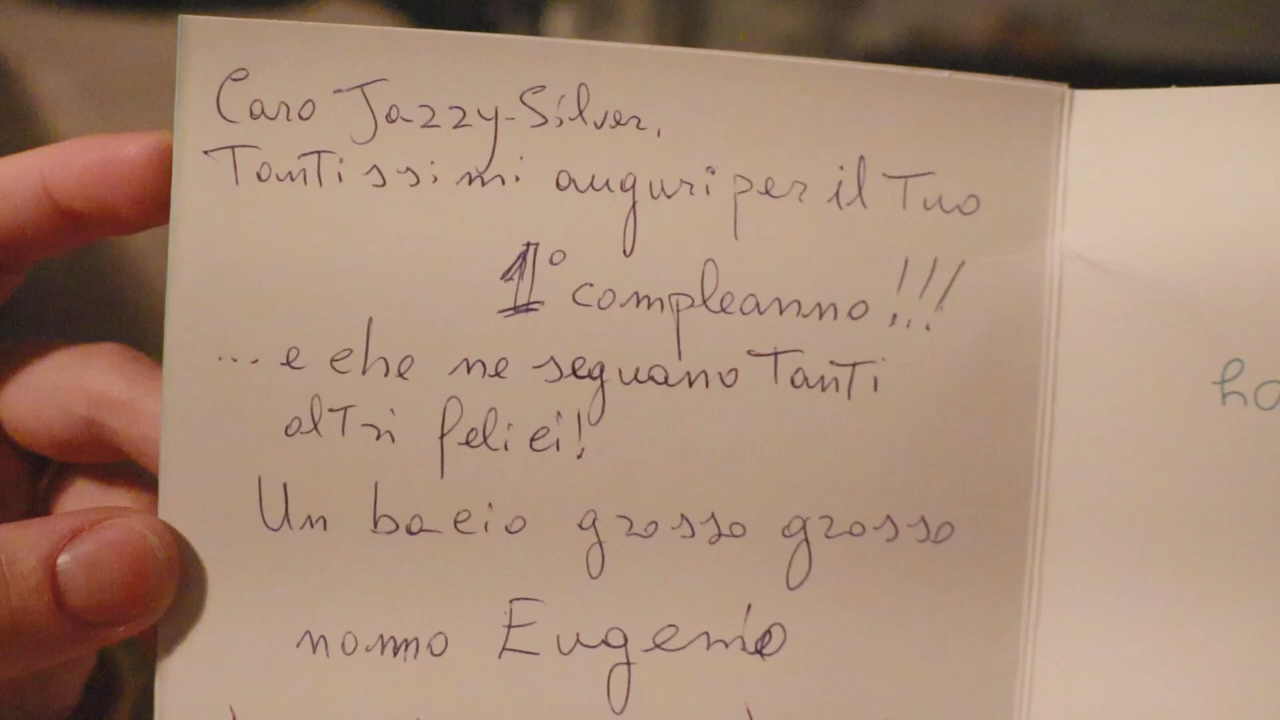 Caro Jazzy-Silver,
Tantissimi auguri per il Tuo
1° compleanno!!!
... e che ne seguano Tanti
altri felici!
Un bacio grosso grosso
nonno Eugenio